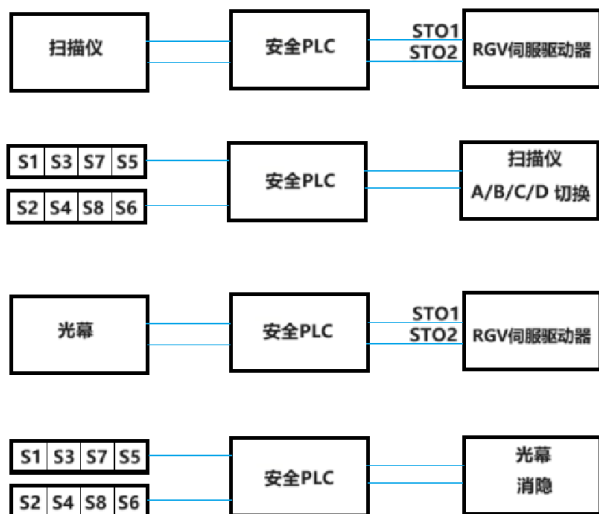 扫描仪
安全PLC
STO1
STO2
RGV伺服驱动器
S1 S3 S7 S5
S2 S4 S8 S6
安全PLC
扫描仪
A/B/C/D 切换
光幕
安全PLC
STO1
STO2
RGV伺服驱动器
S1 S3 S7 S5
S2 S4 S8 S6
安全PLC
光幕
消隐